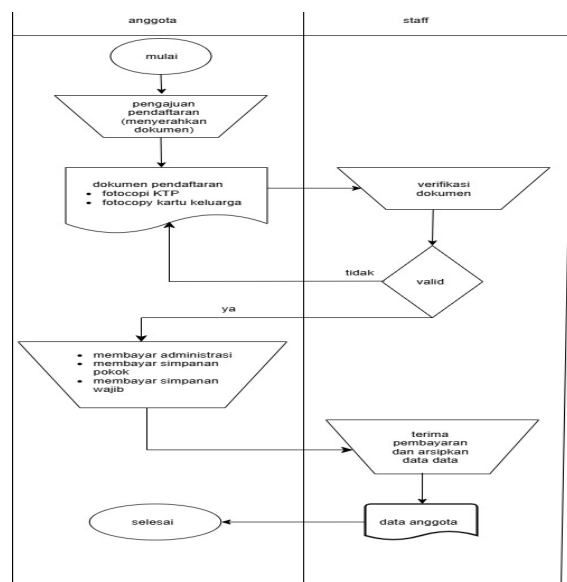 anggota
staff
mulai
pengajuan
pendaftaran
(menyerahkan
dokumen)
dokumen pendaftaran
• fotocopi KTP
• fotocopy kartu keluarga
verifikasi
dokumen
valid
tidak
ya
• membayar administrasi
• membayar simpanan
pokok
• membayar simpanan
wajib
terima
pembayaran
dan arsipkan
data data
data anggota
selesai